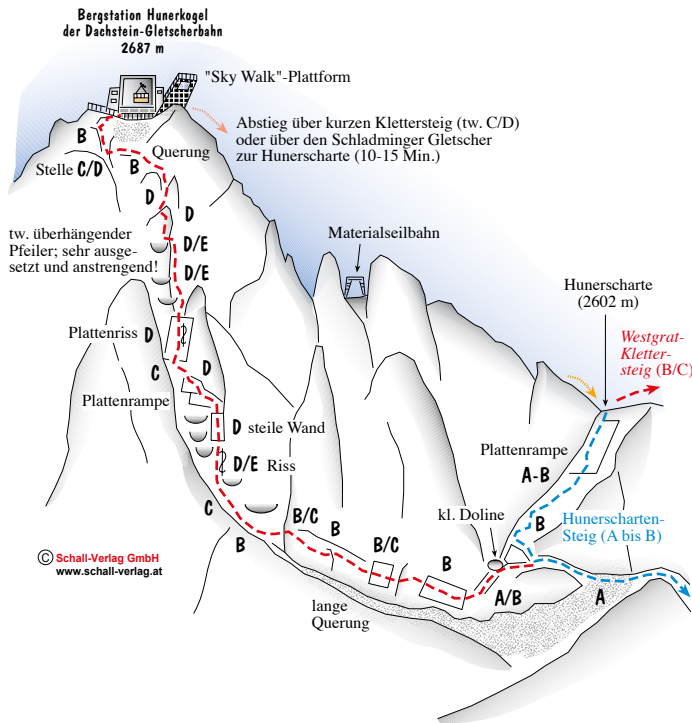 Bergstation Hunerkogel
der Dachstein-Gletscherbahn
2687 m
"Sky Walk"-Plattform
Abstieg über kurzen Klettersteig (tw. C/D)
oder über den Schladminger Gletscher
zur Hunerscharte (10-15 Min.)
B
Querung
Stelle C/D
B
D
D
tw. überhängender
Pfeiler; sehr ausge-
setzt und anstrengend!
D/E
D/E
Materialseilbahn
Hunerscharte
(2602 m)
Plattenriss D
Westgrat-
Kletter-
steig (B/C)
C
D
Plattenrampe
D steile Wand
Plattenrampe
D/E Riss
A-B
C
B/C
B
kl. Doline
B
Hunerscharten-
Steig (A bis B)
B
B/C
B
© Schall-Verlag GmbH
www.schall-verlag.at
lange
Querung
A/B
A